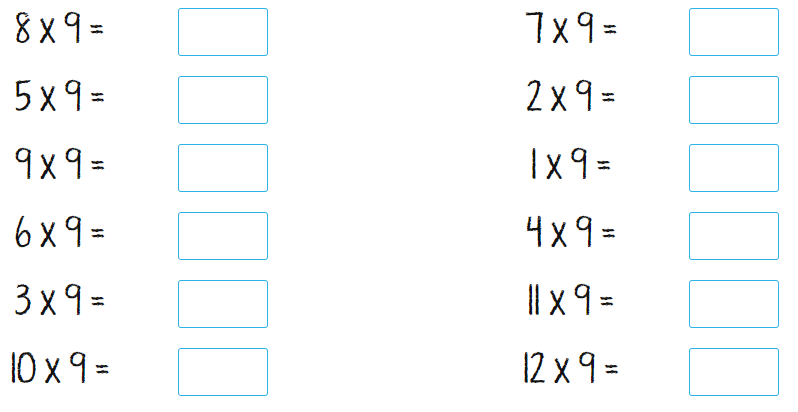 8 x 9 =
5 x 9 =
9 x 9 =
6 x 9 =
3 x 9 =
10 x 9 =
7 x 9 =
2 x 9 =
1 x 9 =
4 x 9 =
11 x 9 =
12 x 9 =